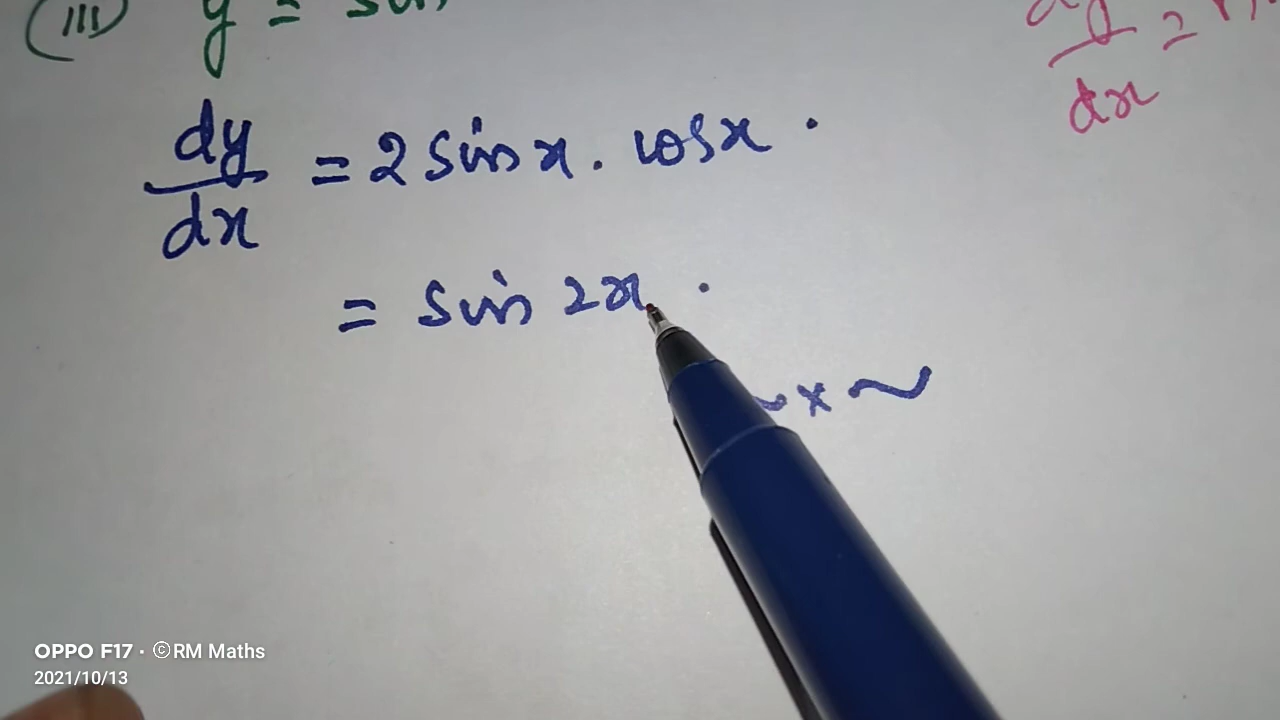 (III) y =
dy/dx = 2 sin x . cos x .
= sin 2x .
~ x ~
dy/dx =
OPPO F17 · ©RM Maths
2021/10/13